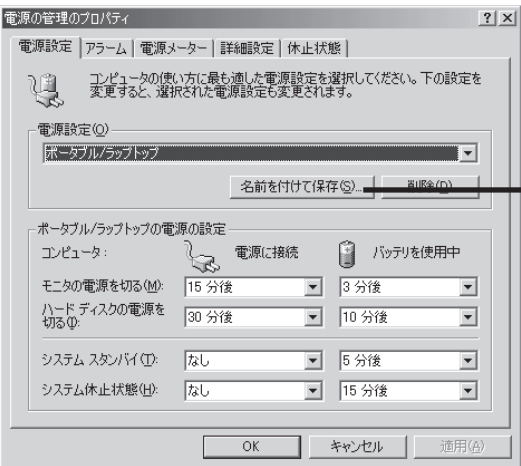 電源の管理のプロパティ
電源設定 アラーム 電源メーター 詳細設定 休止状態
コンピュータの使い方に最も適した電源設定を選択してください。下の設定を
変更すると、選択された電源設定も変更されます。
電源設定(O)
ポータブル/ラップトップ
名前を付けて保存(S)... 削除(D)
ポータブル/ラップトップの電源の設定
コンピュータ: 電源に接続 バッテリを使用中
モニタの電源を切る(M): 15 分後 3 分後
ハード ディスクの電源を
切る(I): 30 分後 10 分後
システム スタンバイ(T): なし 5 分後
システム休止状態(H): なし 15 分後
OK キャンセル 適用(A)